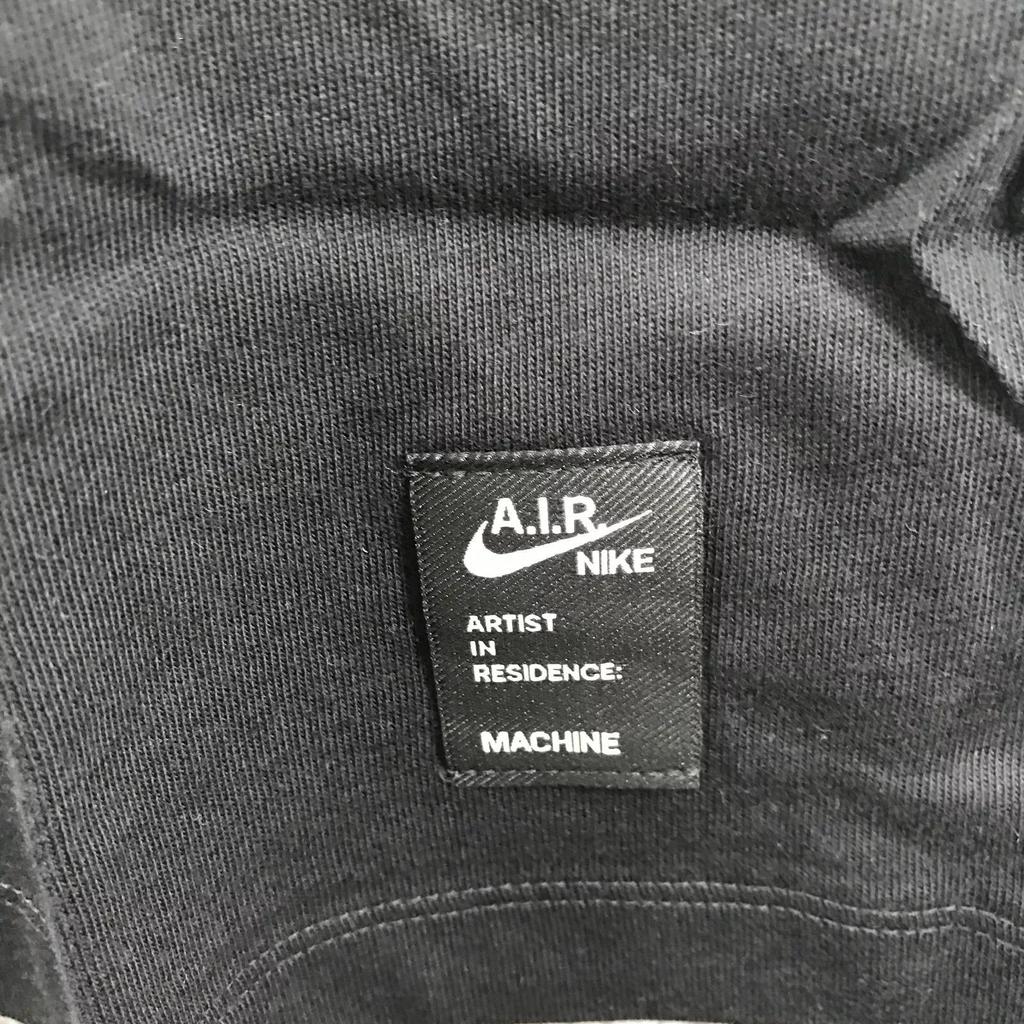 A.I.R.
NIKE
ARTIST
IN
RESIDENCE:
MACHINE